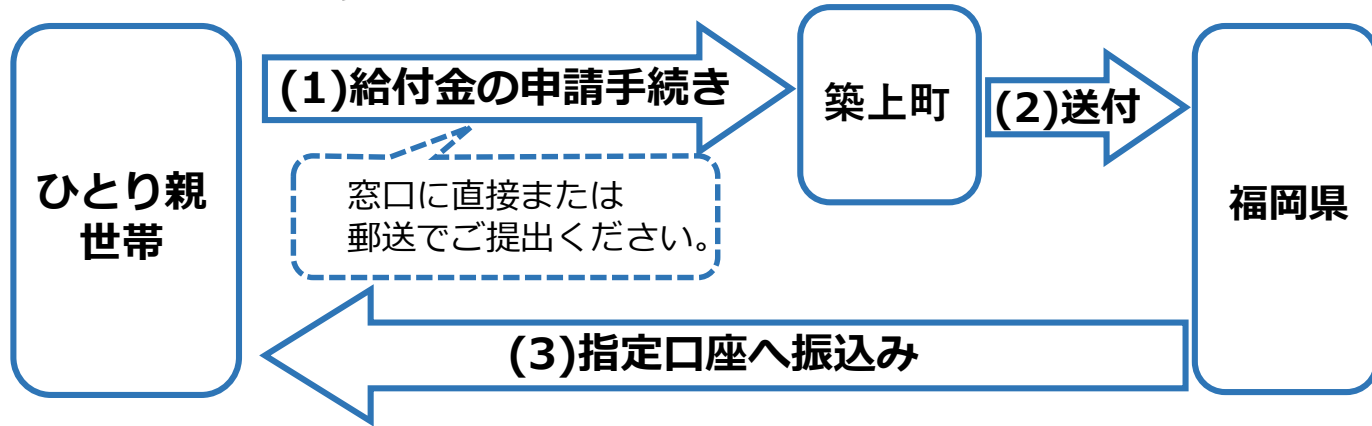 ひとり親
世帯
(1)給付金の申請手続き
窓口に直接または
郵送でご提出ください。
築上町
(2)送付
福岡県
(3)指定口座へ振込み